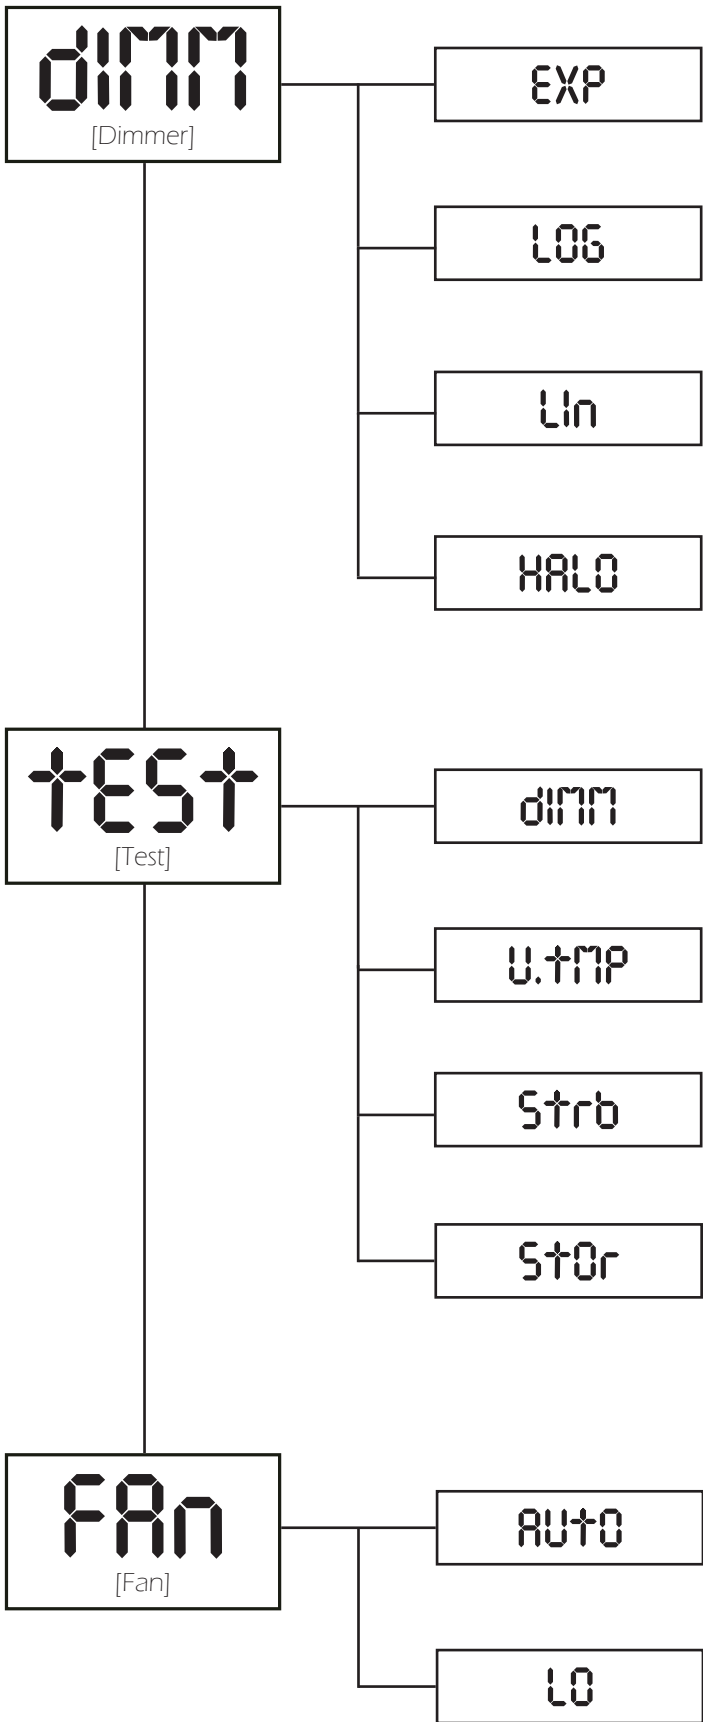 dIMM
[Dimmer]
EXP
LOG
LIn
HALO
tESt
[Test]
dIMM
U.tMP
Strb
StOr
FAn
[Fan]
AUtO
LO